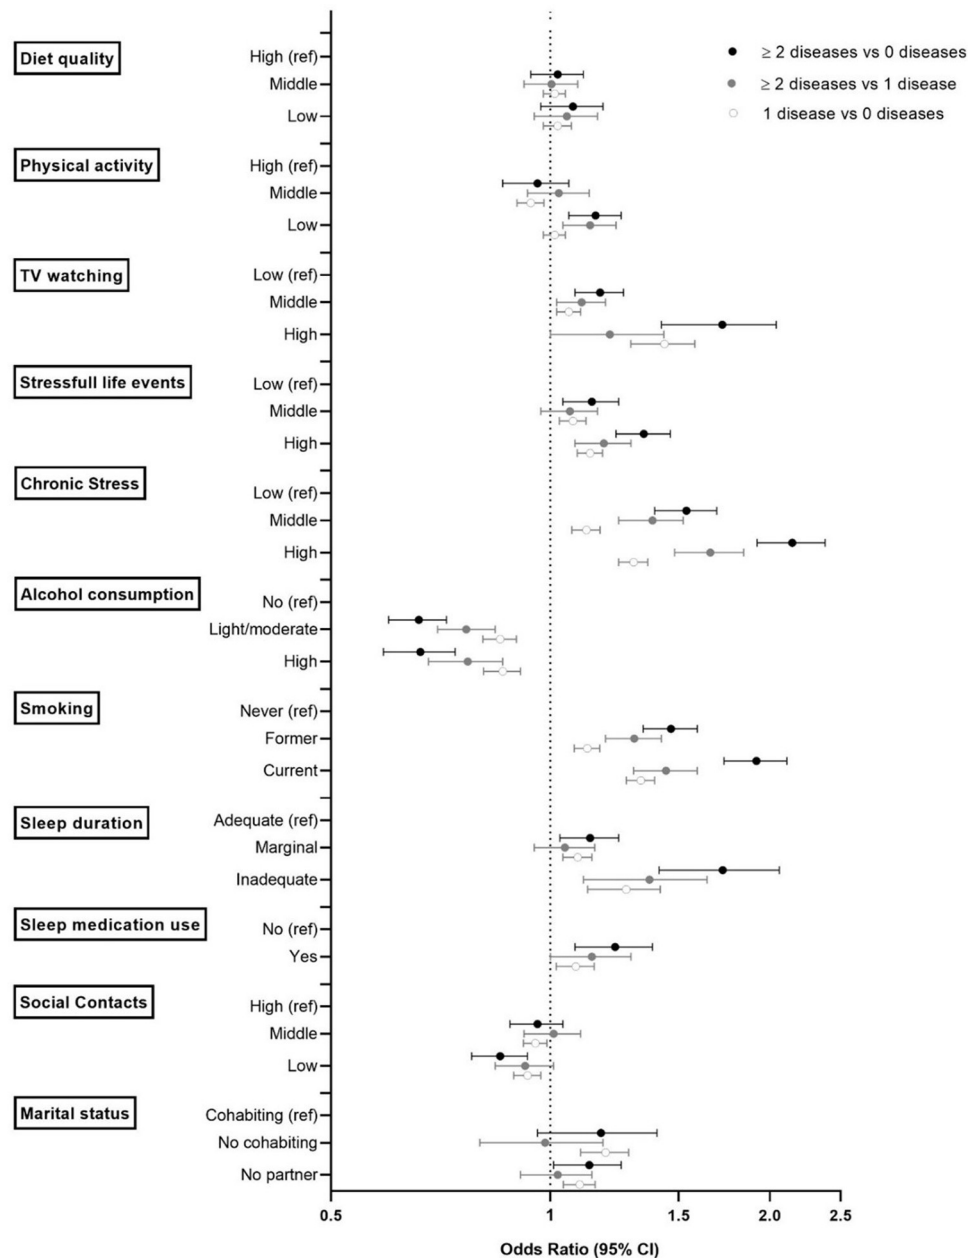 ≥ 2 diseases vs 0 diseases
≥ 2 diseases vs 1 disease
1 disease vs 0 diseases
Diet quality
High (ref)
Middle
Low
Physical activity
High (ref)
Middle
Low
TV watching
Low (ref)
Middle
High
Stressfull life events
Low (ref)
Middle
High
Chronic Stress
Low (ref)
Middle
High
Alcohol consumption
No (ref)
Light/moderate
High
Smoking
Never (ref)
Former
Current
Sleep duration
Adequate (ref)
Marginal
Inadequate
Sleep medication use
No (ref)
Yes
Social Contacts
High (ref)
Middle
Low
Marital status
Cohabiting (ref)
No cohabiting
No partner
0.5 1 1.5 2.0 2.5
Odds Ratio (95% CI)